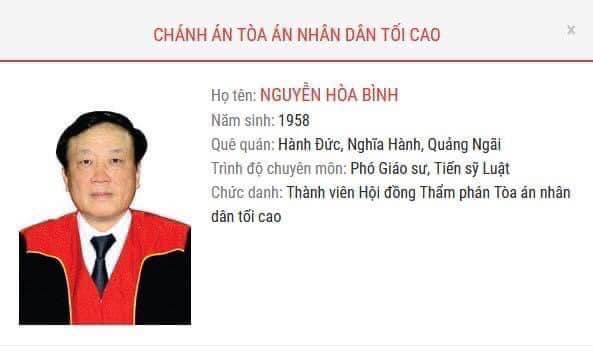 CHÁNH ÁN TÒA ÁN NHÂN DÂN TỐI CAO
x
Họ tên: NGUYỄN HÒA BÌNH
Năm sinh: 1958
Quê quán: Hành Đức, Nghĩa Hành, Quảng Ngãi
Trình độ chuyên môn: Phó Giáo sư, Tiến sỹ Luật
Chức danh: Thành viên Hội đồng Thẩm phán Tòa án nhân
dân tối cao